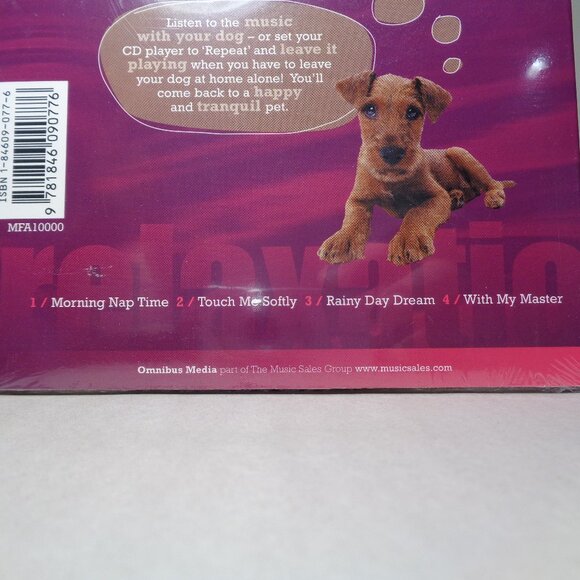 Listen to the music
with your dog – or set your
CD player to 'Repeat' and leave it
playing when you have to leave
your dog at home alone! You'll
come back to a happy
and tranquil pet.
ISBN 1-84609-077-6
9 781846 090776
MFA10000
relaxatio
1 / Morning Nap Time 2 / Touch Me Softly 3 / Rainy Day Dream 4 / With My Master
Omnibus Media part of The Music Sales Group www.musicsales.com